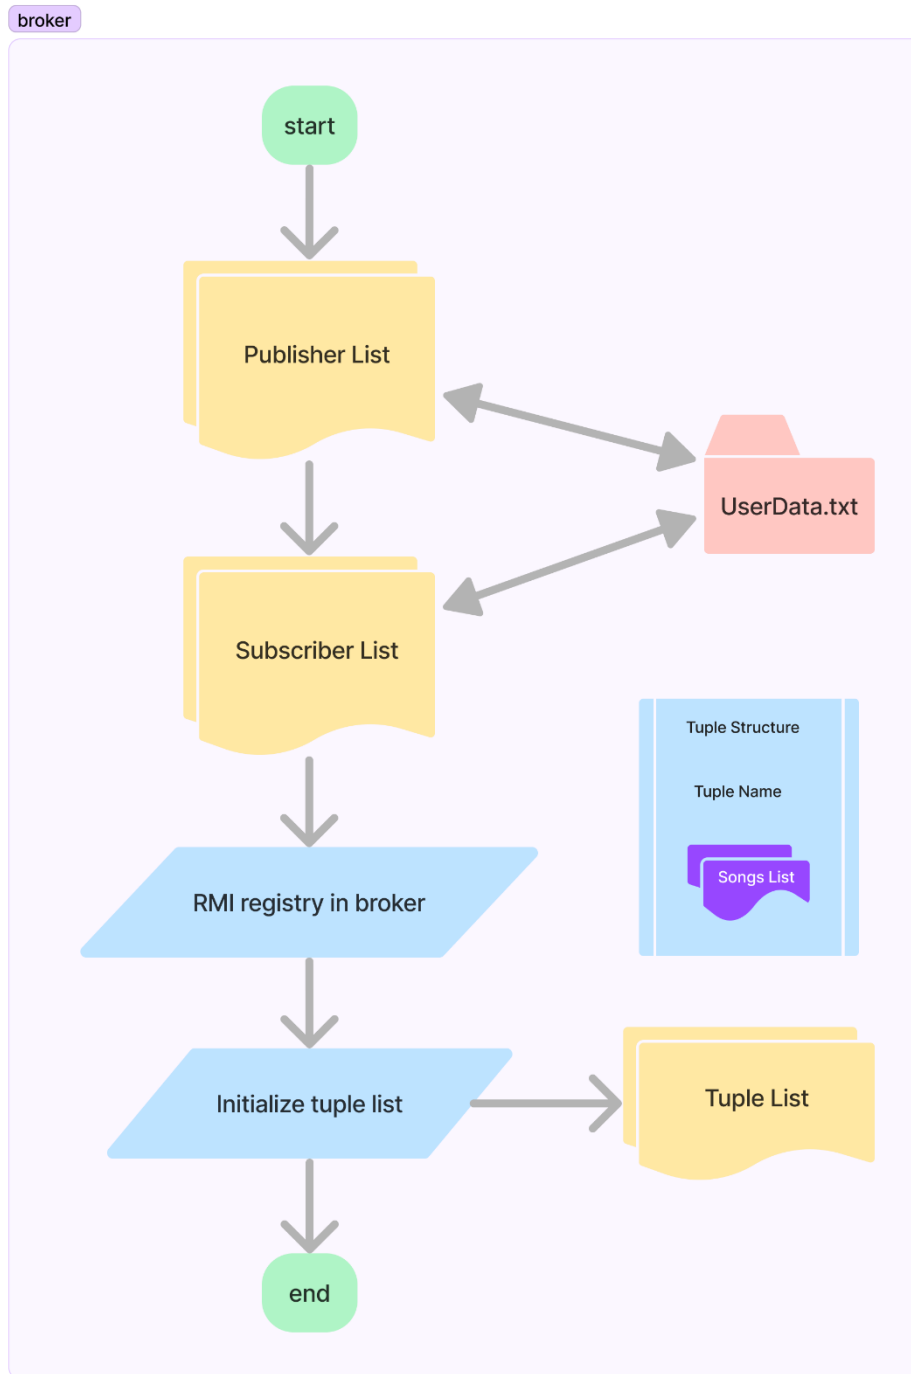 broker
start
Publisher List
UserData.txt
Subscriber List
Tuple Structure
Tuple Name
Songs List
RMI registry in broker
Initialize tuple list
Tuple List
end